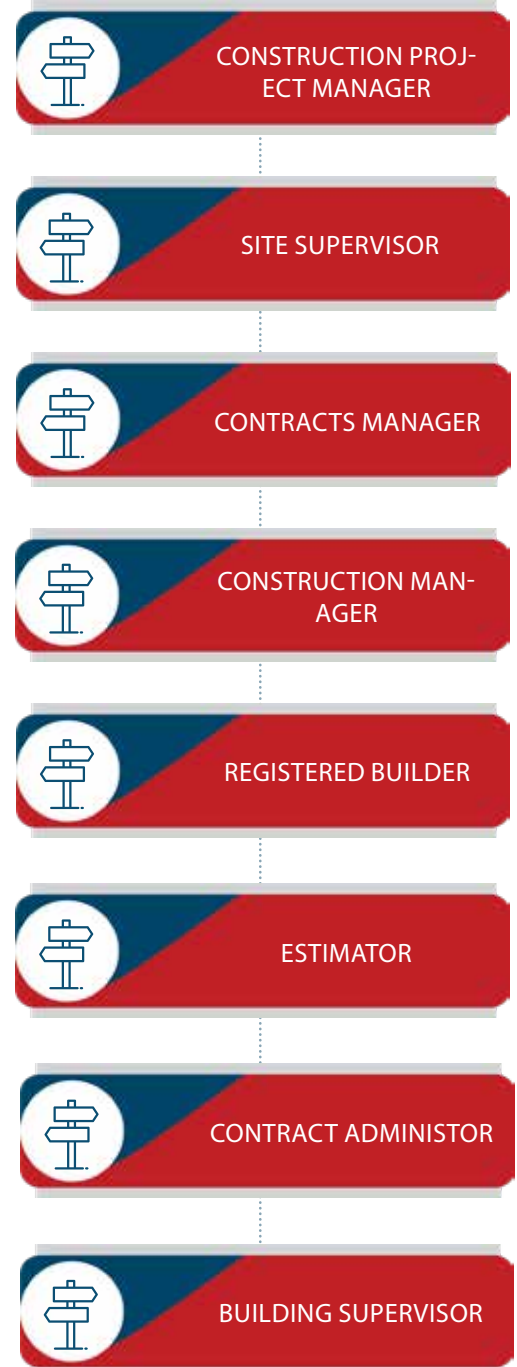 CONSTRUCTION PROJ-
ECT MANAGER
SITE SUPERVISOR
CONTRACTS MANAGER
CONSTRUCTION MAN-
AGER
REGISTERED BUILDER
ESTIMATOR
CONTRACT ADMINISTOR
BUILDING SUPERVISOR